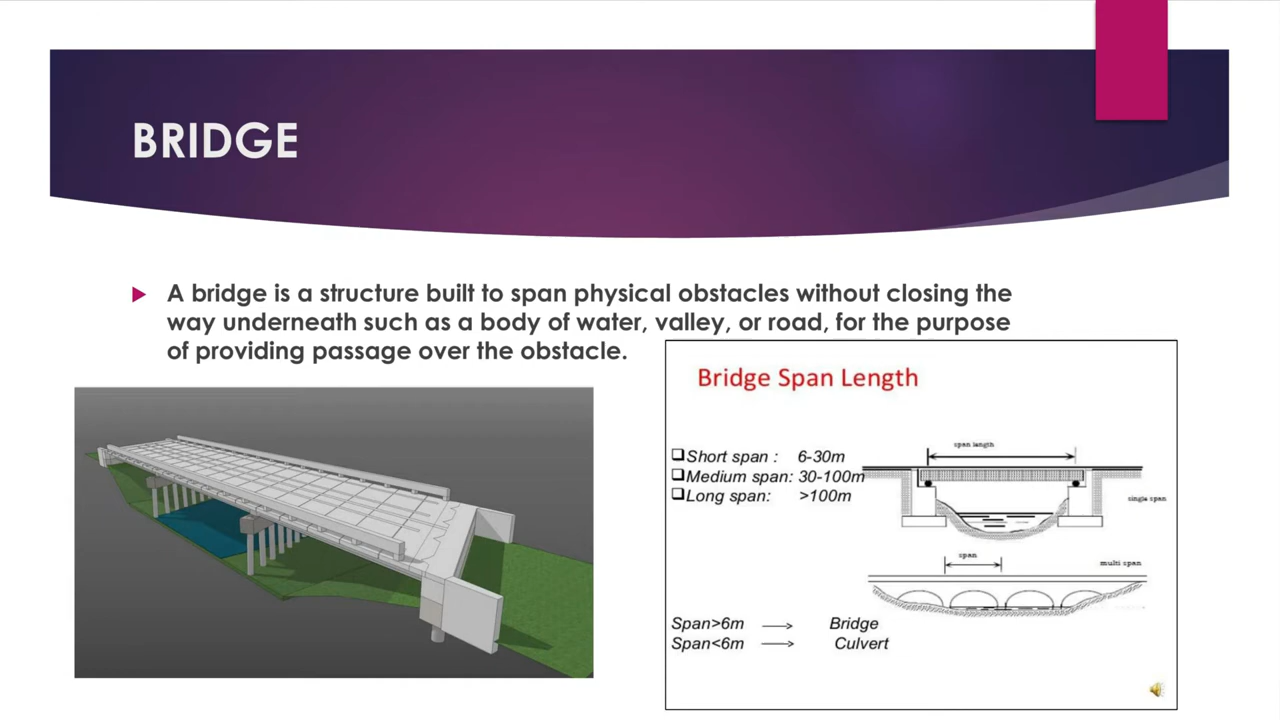 BRIDGE
A bridge is a structure built to span physical obstacles without closing the
way underneath such as a body of water, valley, or road, for the purpose
of providing passage over the obstacle.
Bridge Span Length
Short span : 6-30m
Medium span: 30-100m
Long span: >100m
span length
single span
span
multi span
Span>6m → Bridge
Span<6m → Culvert